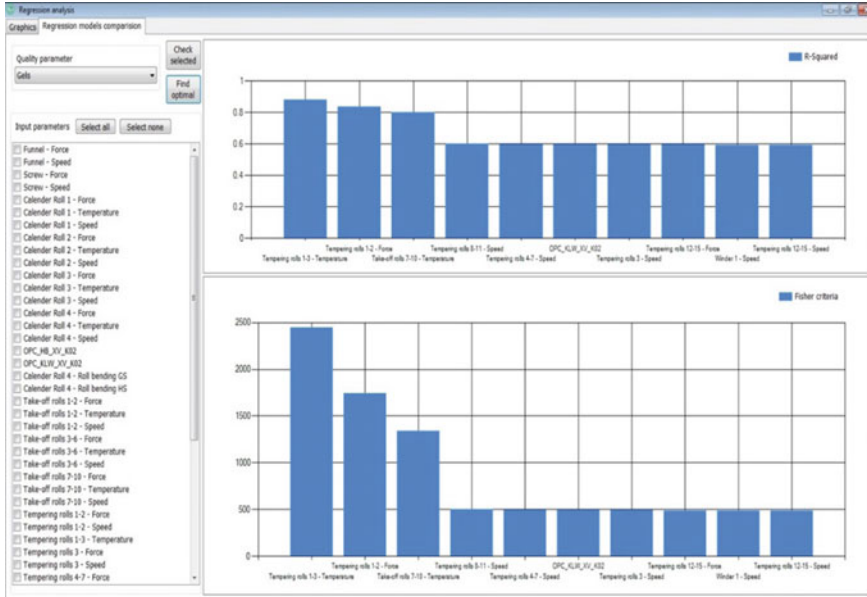 Regression analysis
Graphics
Regression models comparision
Quality parameter
Gels
Check selected
Find optimal
Input parameters
Select all
Select none
Funnel - Force
Funnel - Speed
Screw - Force
Screw - Speed
Calender Roll 1 - Force
Calender Roll 1 - Temperature
Calender Roll 1 - Speed
Calender Roll 2 - Force
Calender Roll 2 - Temperature
Calender Roll 2 - Speed
Calender Roll 3 - Force
Calender Roll 3 - Temperature
Calender Roll 3 - Speed
Calender Roll 4 - Force
Calender Roll 4 - Temperature
Calender Roll 4 - Speed
OPC_HB_XV_K02
OPC_KLW_XV_K02
Calender Roll 4 - Roll bending GS
Calender Roll 4 - Roll bending HS
Take-off rolls 1-2 - Force
Take-off rolls 1-2 - Temperature
Take-off rolls 1-2 - Speed
Take-off rolls 3-6 - Force
Take-off rolls 3-6 - Temperature
Take-off rolls 3-6 - Speed
Take-off rolls 7-10 - Force
Take-off rolls 7-10 - Temperature
Take-off rolls 7-10 - Speed
Tempering rolls 1-2 - Force
Tempering rolls 1-2 - Speed
Tempering rolls 1-3 - Temperature
Tempering rolls 3 - Force
Tempering rolls 3 - Speed
Tempering rolls 4-7 - Force
R-Squared
1
0.8
0.6
0.4
0.2
0
Tempering rolls 1-2 - Force
Tempering rolls 8-11 - Speed
OPC_KLW_XV_K02
Tempering rolls 12-15 - Force
Tempering rolls 12-15 - Speed
Tempering rolls 1-3 - Temperature
Take-off rolls 7-10 - Temperature
Tempering rolls 4-7 - Speed
Tempering rolls 3 - Speed
Winder 1 - Speed
Fisher criteria
2500
2000
1500
1000
500
0
Tempering rolls 1-2 - Force
Tempering rolls 8-11 - Speed
OPC_KLW_XV_K02
Tempering rolls 12-15 - Force
Tempering rolls 12-15 - Speed
Tempering rolls 1-3 - Temperature
Take-off rolls 7-10 - Temperature
Tempering rolls 4-7 - Speed
Tempering rolls 3 - Speed
Winder 1 - Speed